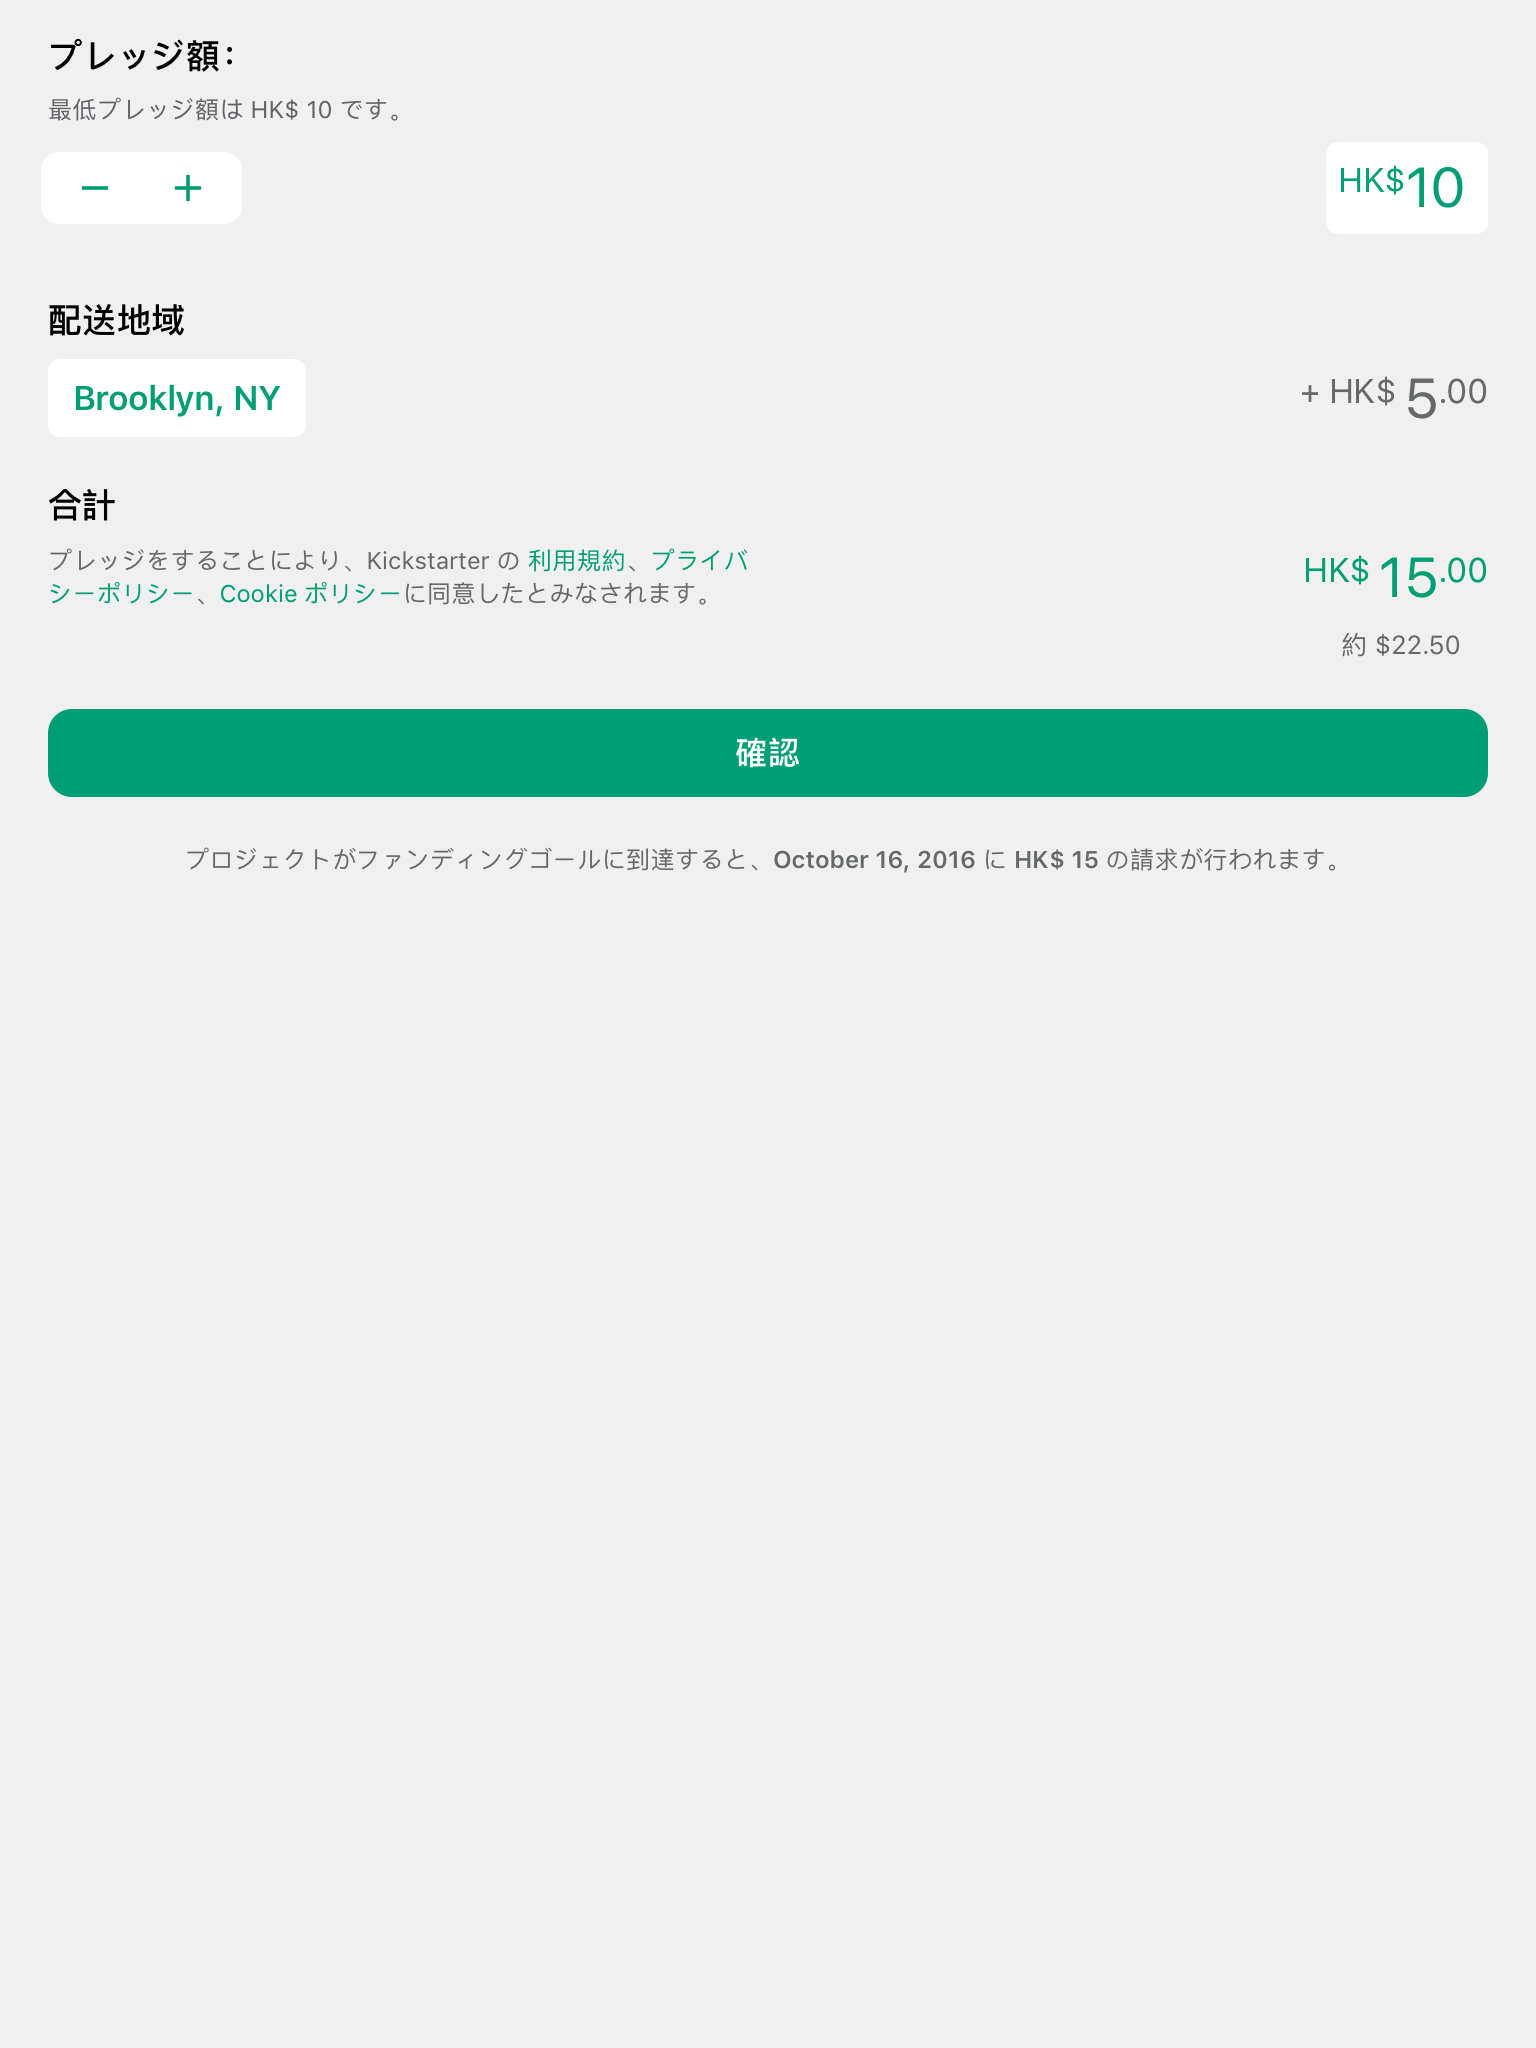 プレッジ額：
最低プレッジ額は HK$ 10 です。
− +
HK$10
配送地域
Brooklyn, NY
+ HK$ 5.00
合計
プレッジをすることにより、Kickstarter の 利用規約、プライバ
シーポリシー、Cookie ポリシーに同意したとみなされます。
HK$ 15.00
約 $22.50
確認
プロジェクトがファンディングゴールに到達すると、October 16, 2016 に HK$ 15 の請求が行われます。